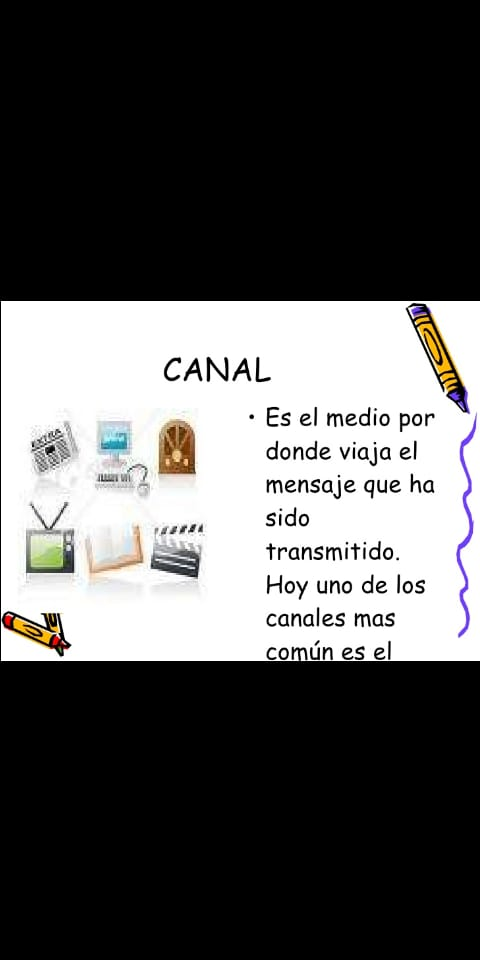 CANAL
• Es el medio por
donde viaja el
mensaje que ha
sido
transmitido.
Hoy uno de los
canales mas
común es el
EXTRA